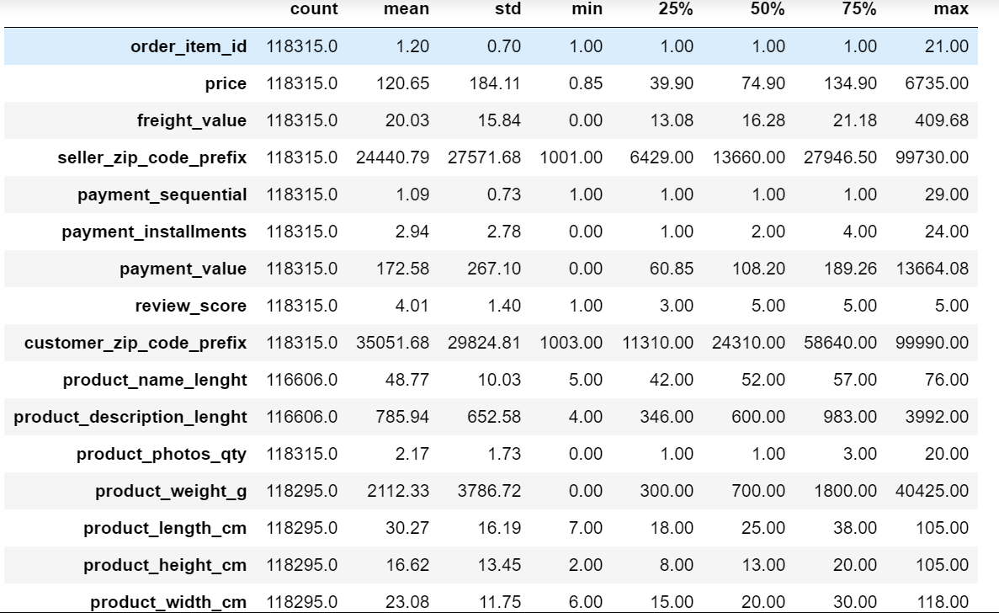 count mean std min 25% 50% 75% max
order_item_id 118315.0 1.20 0.70 1.00 1.00 1.00 1.00 21.00
price 118315.0 120.65 184.11 0.85 39.90 74.90 134.90 6735.00
freight_value 118315.0 20.03 15.84 0.00 13.08 16.28 21.18 409.68
seller_zip_code_prefix 118315.0 24440.79 27571.68 1001.00 6429.00 13660.00 27946.50 99730.00
payment_sequential 118315.0 1.09 0.73 1.00 1.00 1.00 1.00 29.00
payment_installments 118315.0 2.94 2.78 0.00 1.00 2.00 4.00 24.00
payment_value 118315.0 172.58 267.10 0.00 60.85 108.20 189.26 13664.08
review_score 118315.0 4.01 1.40 1.00 3.00 5.00 5.00 5.00
customer_zip_code_prefix 118315.0 35051.68 29824.81 1003.00 11310.00 24310.00 58640.00 99990.00
product_name_lenght 116606.0 48.77 10.03 5.00 42.00 52.00 57.00 76.00
product_description_lenght 116606.0 785.94 652.58 4.00 346.00 600.00 983.00 3992.00
product_photos_qty 118315.0 2.17 1.73 0.00 1.00 1.00 3.00 20.00
product_weight_g 118295.0 2112.33 3786.72 0.00 300.00 700.00 1800.00 40425.00
product_length_cm 118295.0 30.27 16.19 7.00 18.00 25.00 38.00 105.00
product_height_cm 118295.0 16.62 13.45 2.00 8.00 13.00 20.00 105.00
product_width_cm 118295.0 23.08 11.75 6.00 15.00 20.00 30.00 118.00